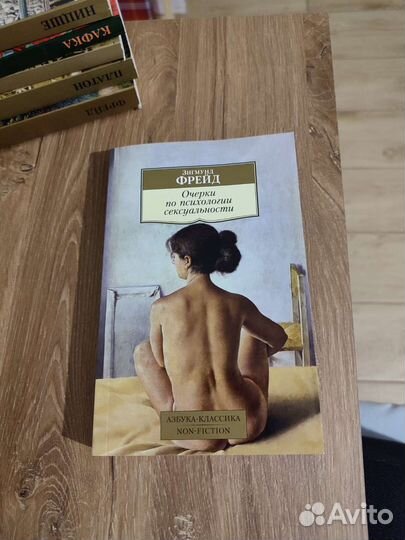 НИЦШЕ
КАФКА
ПЛАТОН
ФРЕЙД
ЗИГМУНД
ФРЕЙД
Очерки
по психологии
сексуальности
АЗБУКА-КЛАССИКА
NON-FICTION
Avito